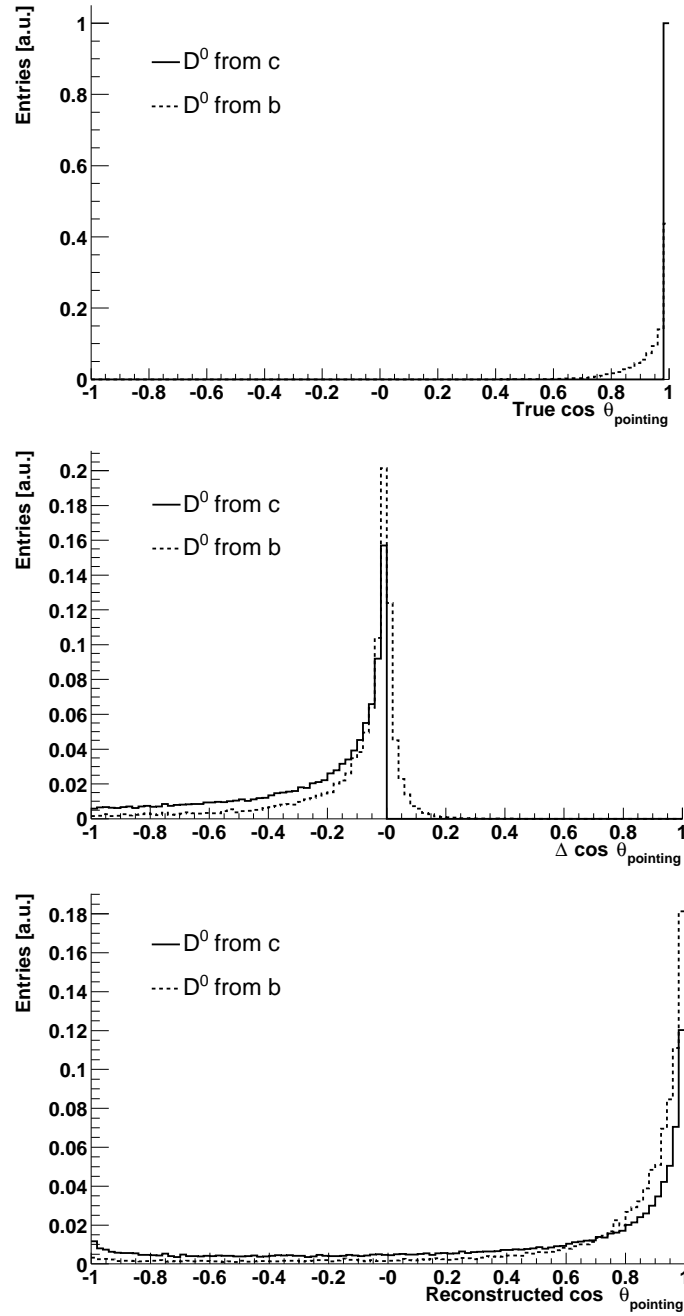 Entries [a.u.]
1
D⁰ from c
D⁰ from b
0.8
0.6
0.4
0.2
0
-1 -0.8 -0.6 -0.4 -0.2 -0 0.2 0.4 0.6 0.8 1
True cos θpointing
Entries [a.u.]
0.2
D⁰ from c
0.18
D⁰ from b
0.16
0.14
0.12
0.1
0.08
0.06
0.04
0.02
0
-1 -0.8 -0.6 -0.4 -0.2 -0 0.2 0.4 0.6 0.8 1
Δ cos θpointing
Entries [a.u.]
0.18
D⁰ from c
0.16
D⁰ from b
0.14
0.12
0.1
0.08
0.06
0.04
0.02
0
-1 -0.8 -0.6 -0.4 -0.2 -0 0.2 0.4 0.6 0.8 1
Reconstructed cos θpointing